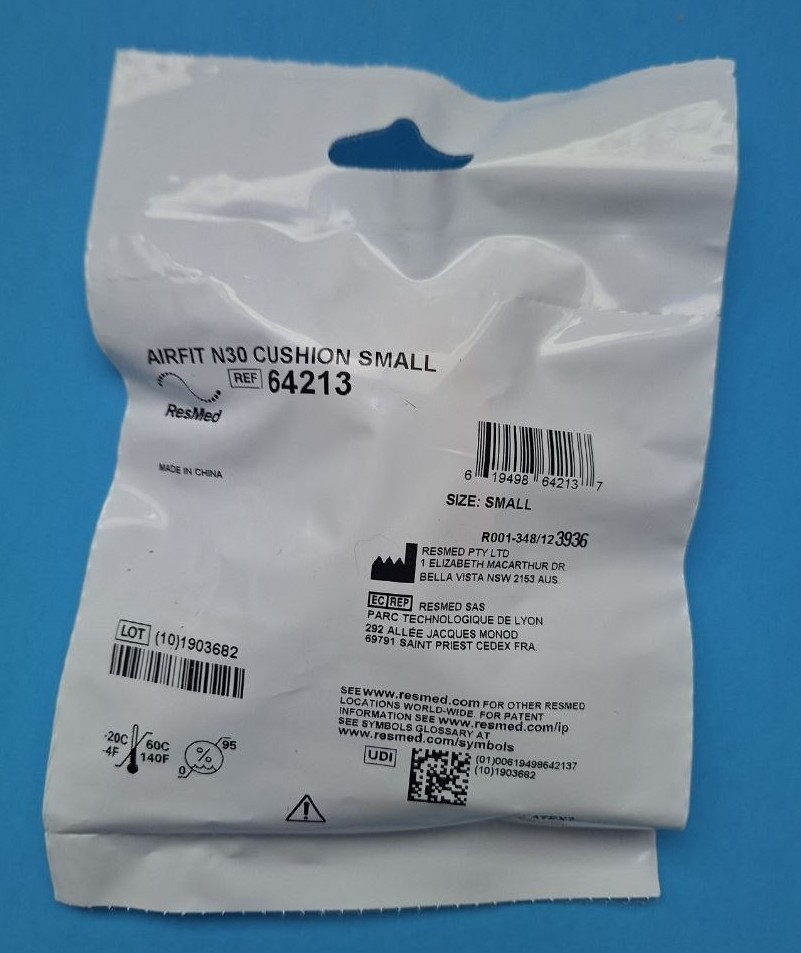 AIRFIT N30 CUSHION SMALL
REF 64213
ResMed
MADE IN CHINA
6 19498 64213 7
SIZE: SMALL
R001-348/12 3936
RESMED PTY LTD
1 ELIZABETH MACARTHUR DR
BELLA VISTA NSW 2153 AUS.
EC REP RESMED SAS
PARC TECHNOLOGIQUE DE LYON
292 ALLÉE JACQUES MONOD
69791 SAINT PRIEST CEDEX FRA.
LOT (10)1903682
SEE www.resmed.com FOR OTHER RESMED
LOCATIONS WORLD-WIDE. FOR PATENT
INFORMATION SEE www.resmed.com/ip
SEE SYMBOLS GLOSSARY AT
www.resmed.com/symbols
-20C 60C
-4F 140F
0 % 95
UDI (01)00619498642137
(10)1903682